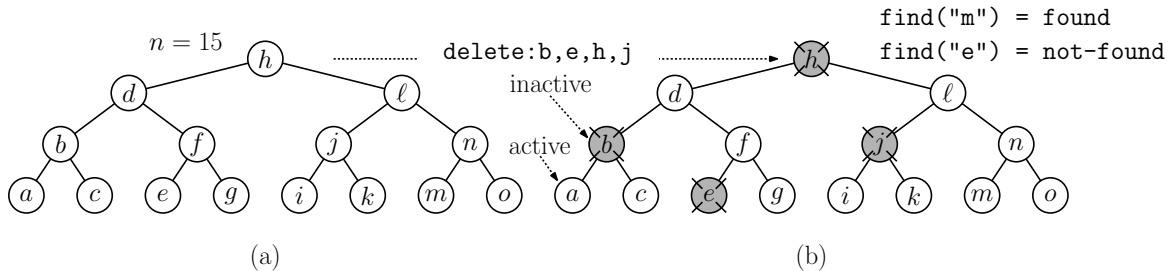 n = 15
delete:b,e,h,j
find("m") = found
find("e") = not-found
inactive
active
h
d ℓ
b f j n
a c e g i k m o
h
d ℓ
b f j n
a c e g i k m o
(a)
(b)